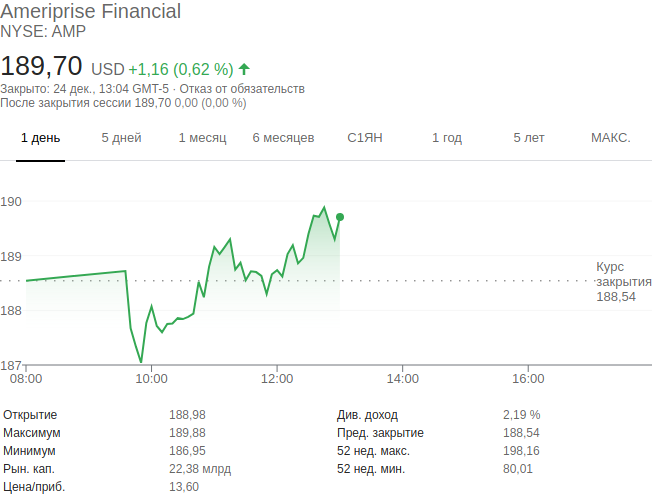 Ameriprise Financial
NYSE: AMP
189,70 USD +1,16 (0,62 %)
Закрыто: 24 дек., 13:04 GMT-5 · Отказ от обязательств
После закрытия сессии 189,70 0,00 (0,00 %)
1 день 5 дней 1 месяц 6 месяцев С1ЯН 1 год 5 лет МАКС.
190
189
Курс
закрытия
188,54
188
187
08:00 10:00 12:00 14:00 16:00
Открытие 188,98 Див. доход 2,19 %
Максимум 189,88 Пред. закрытие 188,54
Минимум 186,95 52 нед. макс. 198,16
Рын. кап. 22,38 млрд 52 нед. мин. 80,01
Цена/приб. 13,60